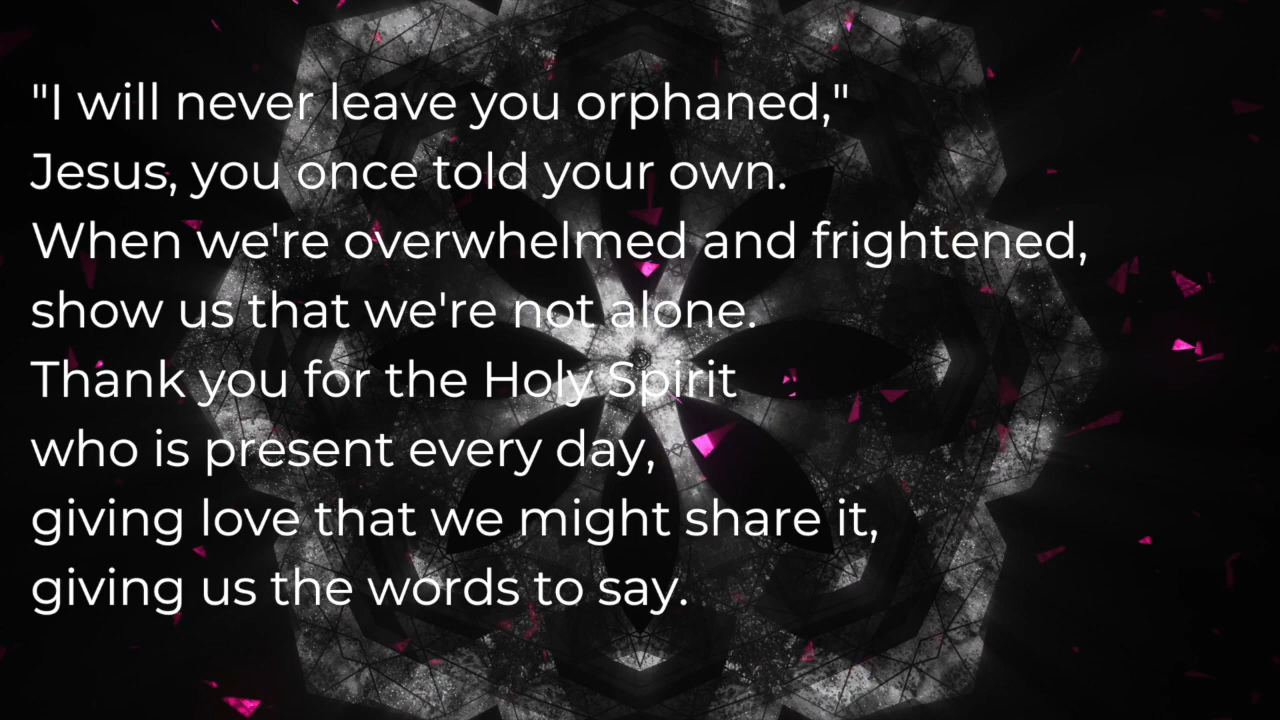 "I will never leave you orphaned,"
Jesus, you once told your own.
When we're overwhelmed and frightened,
show us that we're not alone.
Thank you for the Holy Spirit
who is present every day,
giving love that we might share it,
giving us the words to say.